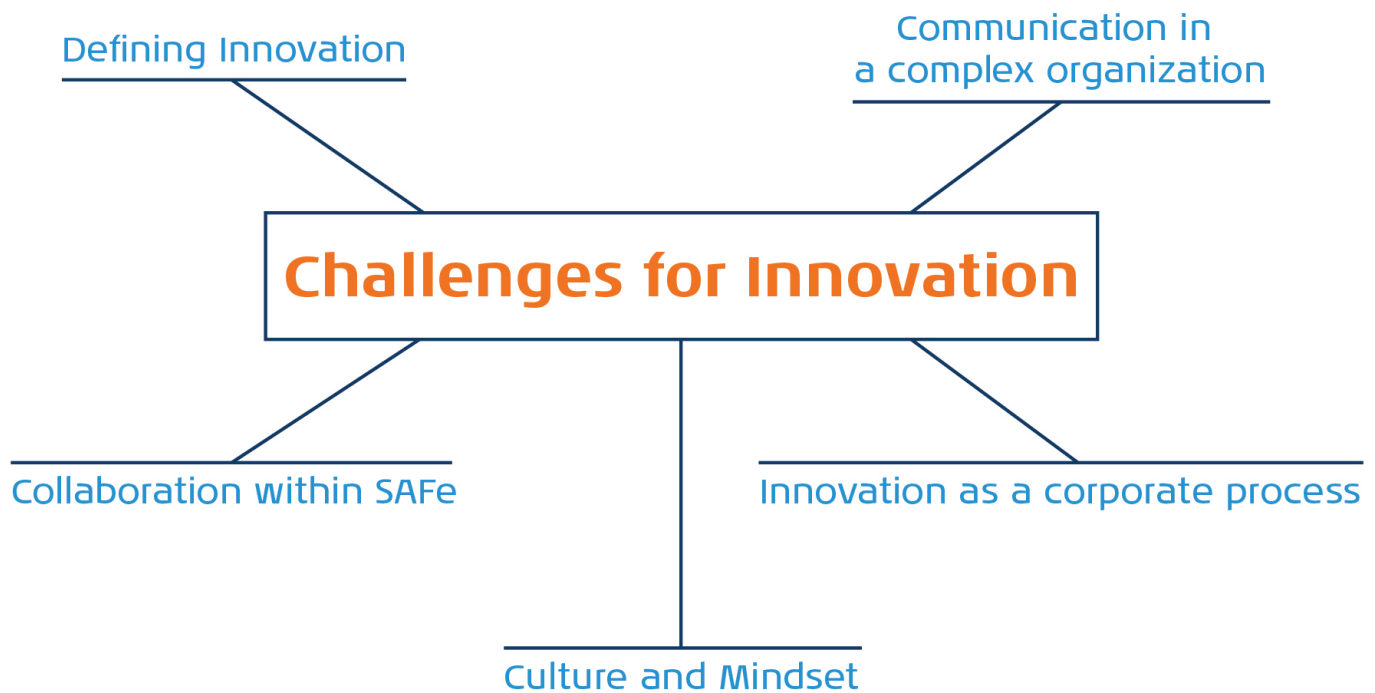 Defining Innovation
Communication in
a complex organization
Challenges for Innovation
Collaboration within SAFe
Innovation as a corporate process
Culture and Mindset